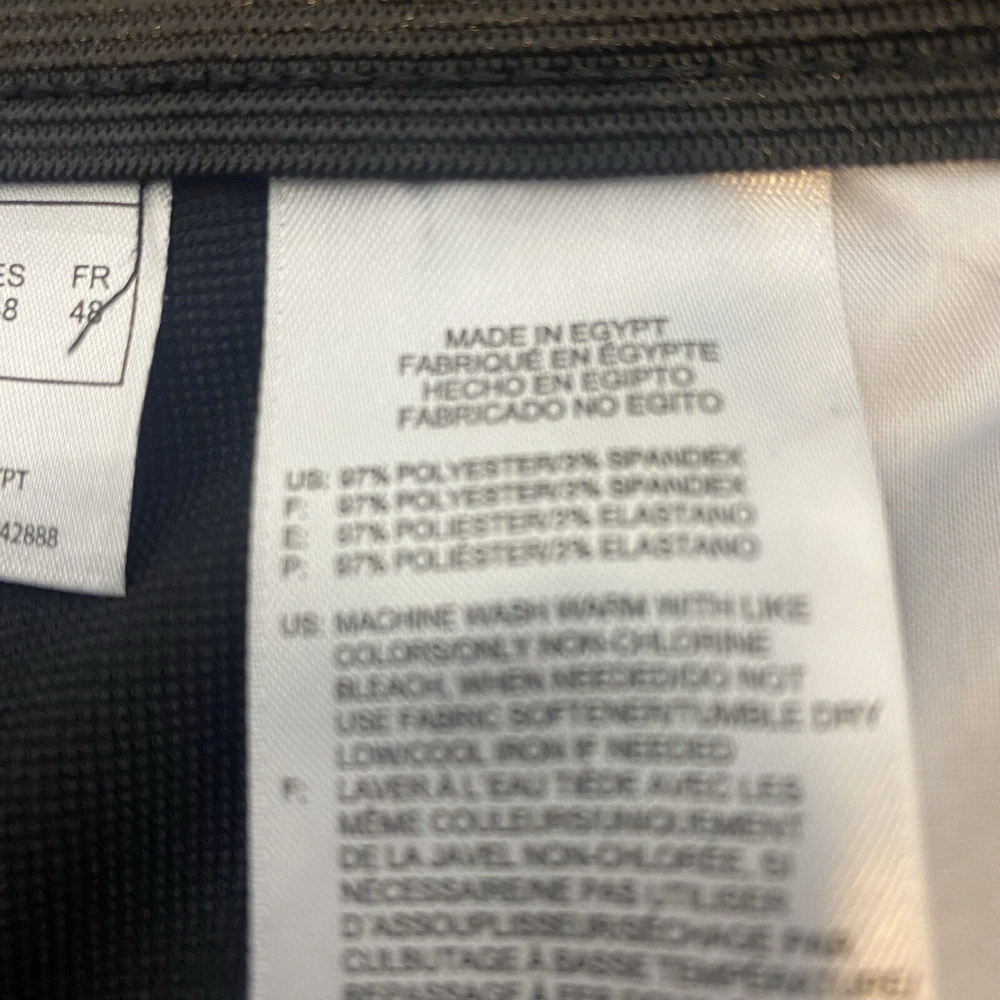 ES FR
8 48
PT
42888
MADE IN EGYPT
FABRIQUÉ EN ÉGYPTE
HECHO EN EGIPTO
FABRICADO NO EGITO
US: 97% POLYESTER/3% SPANDEX
F: 97% POLYESTER/3% SPANDEX
E: 97% POLIESTER/3% ELASTANO
P: 97% POLIÉSTER/3% ELASTANO
US: MACHINE WASH WARM WITH LIKE
COLORS/ONLY NON-CHLORINE
BLEACH, WHEN NEEDED/DO NOT
USE FABRIC SOFTENER/TUMBLE DRY
LOW/COOL IRON IF NEEDED
F: LAVER À L'EAU TIÈDE AVEC LES
MÊME COULEURS/UNIQUEMENT
DE LA JAVEL NON-CHLORÉE, SI
NÉCESSAIRE/NE PAS UTILISER
D'ASSOUPLISSEUR/SÉCHAGE PAR
CULBUTAGE À BASSE TEMPÉRATURE/
REPASSAGE À FER